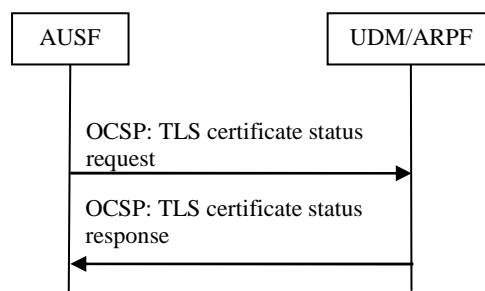 AUSF
UDM/ARPF
OCSP: TLS certificate status
request
OCSP: TLS certificate status
response